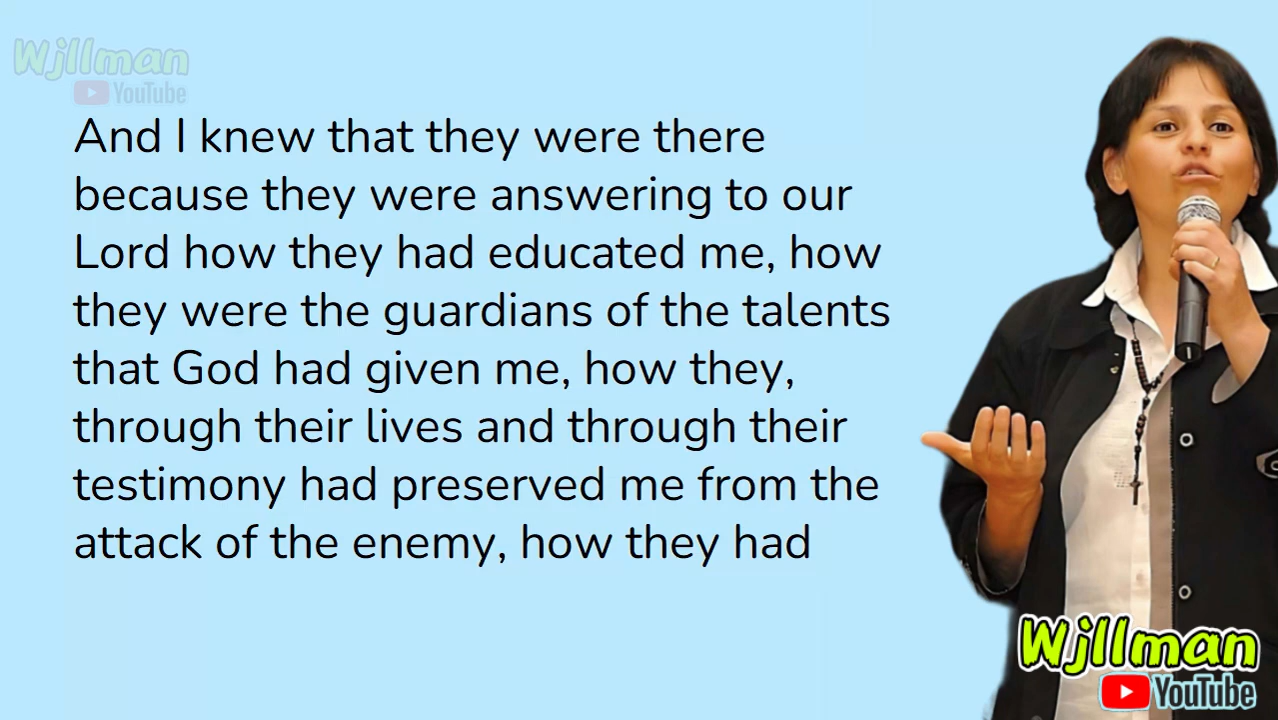 Wjllman
YouTube
And I knew that they were there
because they were answering to our
Lord how they had educated me, how
they were the guardians of the talents
that God had given me, how they,
through their lives and through their
testimony had preserved me from the
attack of the enemy, how they had
Wjllman
YouTube